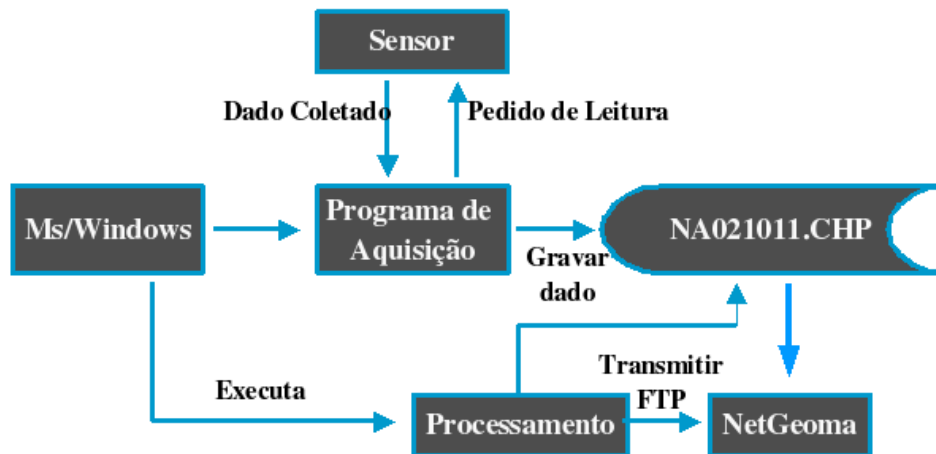 Sensor
Dado Coletado
Pedido de Leitura
Ms/Windows
Programa de
Aquisição
NA021011.CHP
Gravar
dado
Executa
Transmitir
FTP
Processamento
NetGeoma